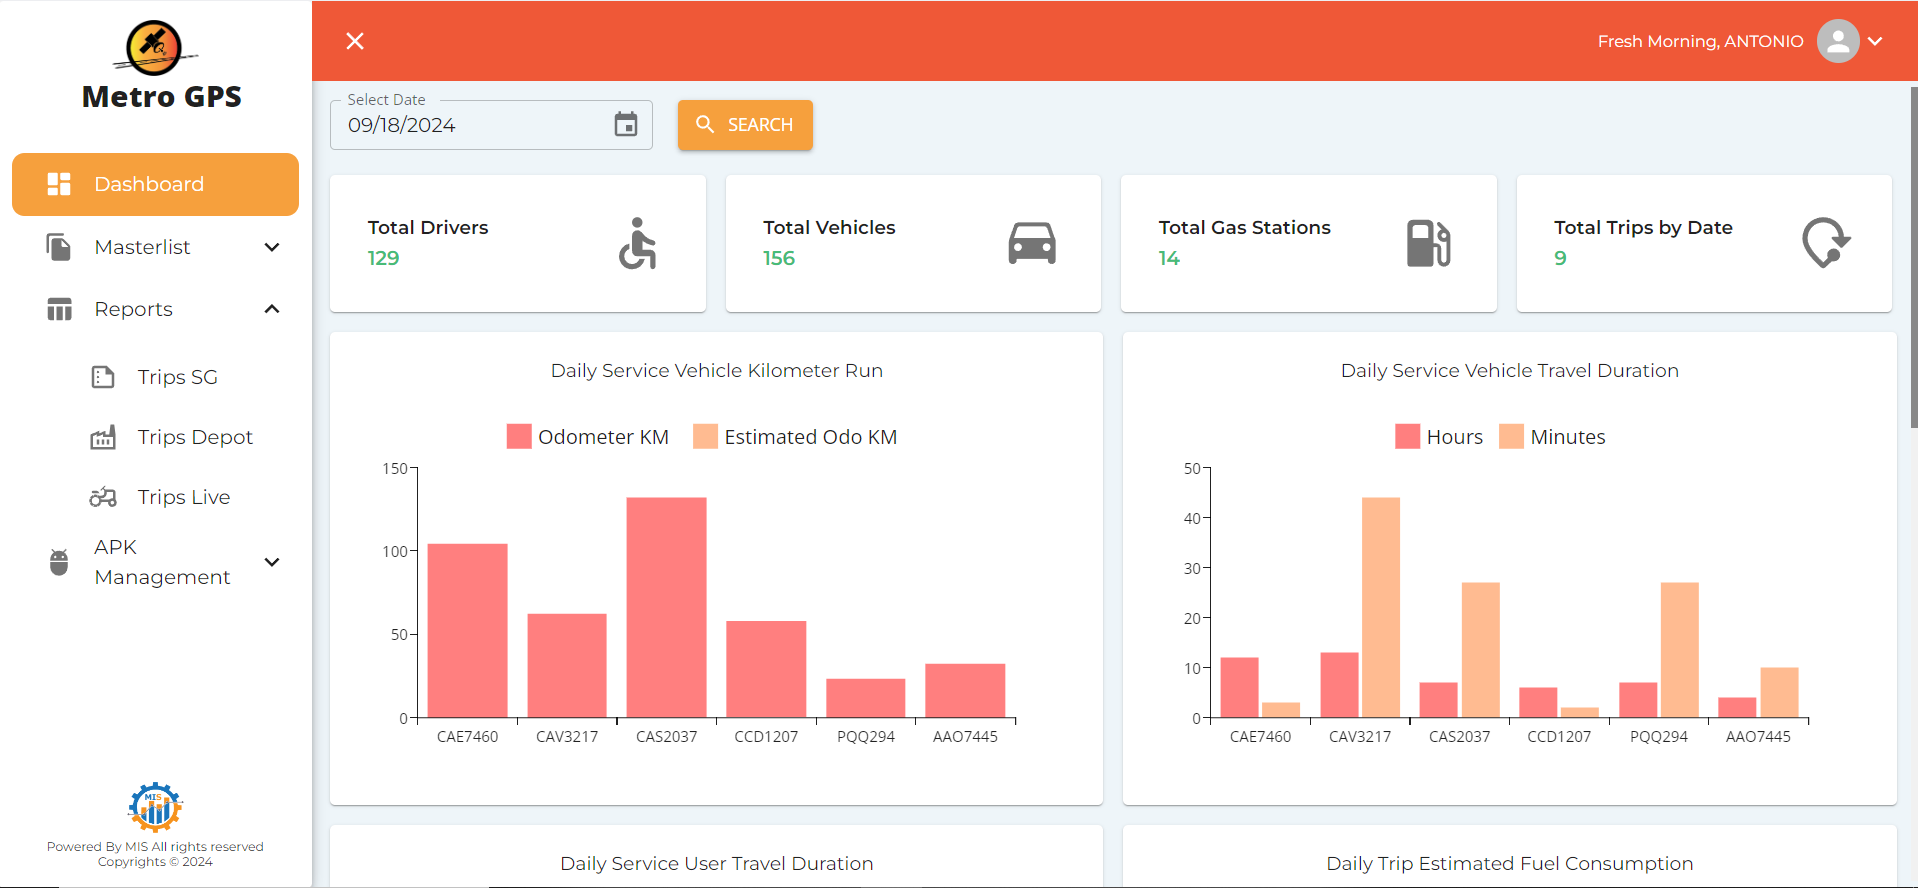 Metro GPS
Fresh Morning, ANTONIO
Select Date
09/18/2024
SEARCH
Dashboard
Masterlist
Reports
Trips SG
Trips Depot
Trips Live
APK
Management
MIS
Powered By MIS All rights reserved
Copyrights © 2024
Total Drivers
129
Total Vehicles
156
Total Gas Stations
14
Total Trips by Date
9
Daily Service Vehicle Kilometer Run
Odometer KM
Estimated Odo KM
150
100
50
0
CAE7460 CAV3217 CAS2037 CCD1207 PQQ294 AAO7445
Daily Service Vehicle Travel Duration
Hours
Minutes
50
40
30
20
10
0
CAE7460 CAV3217 CAS2037 CCD1207 PQQ294 AAO7445
Daily Service User Travel Duration
Daily Trip Estimated Fuel Consumption